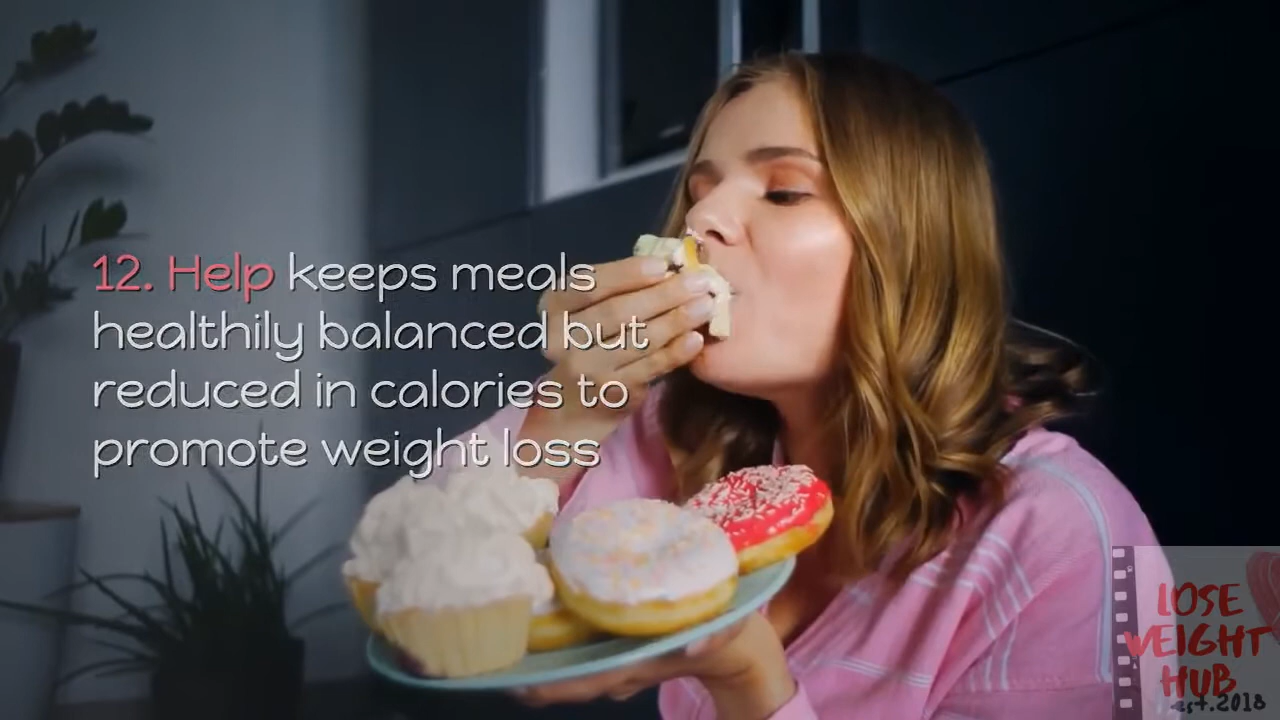 12. Help keeps meals
healthily balanced but
reduced in calories to
promote weight loss
LOSE
WEIGHT
HUB
est.2018